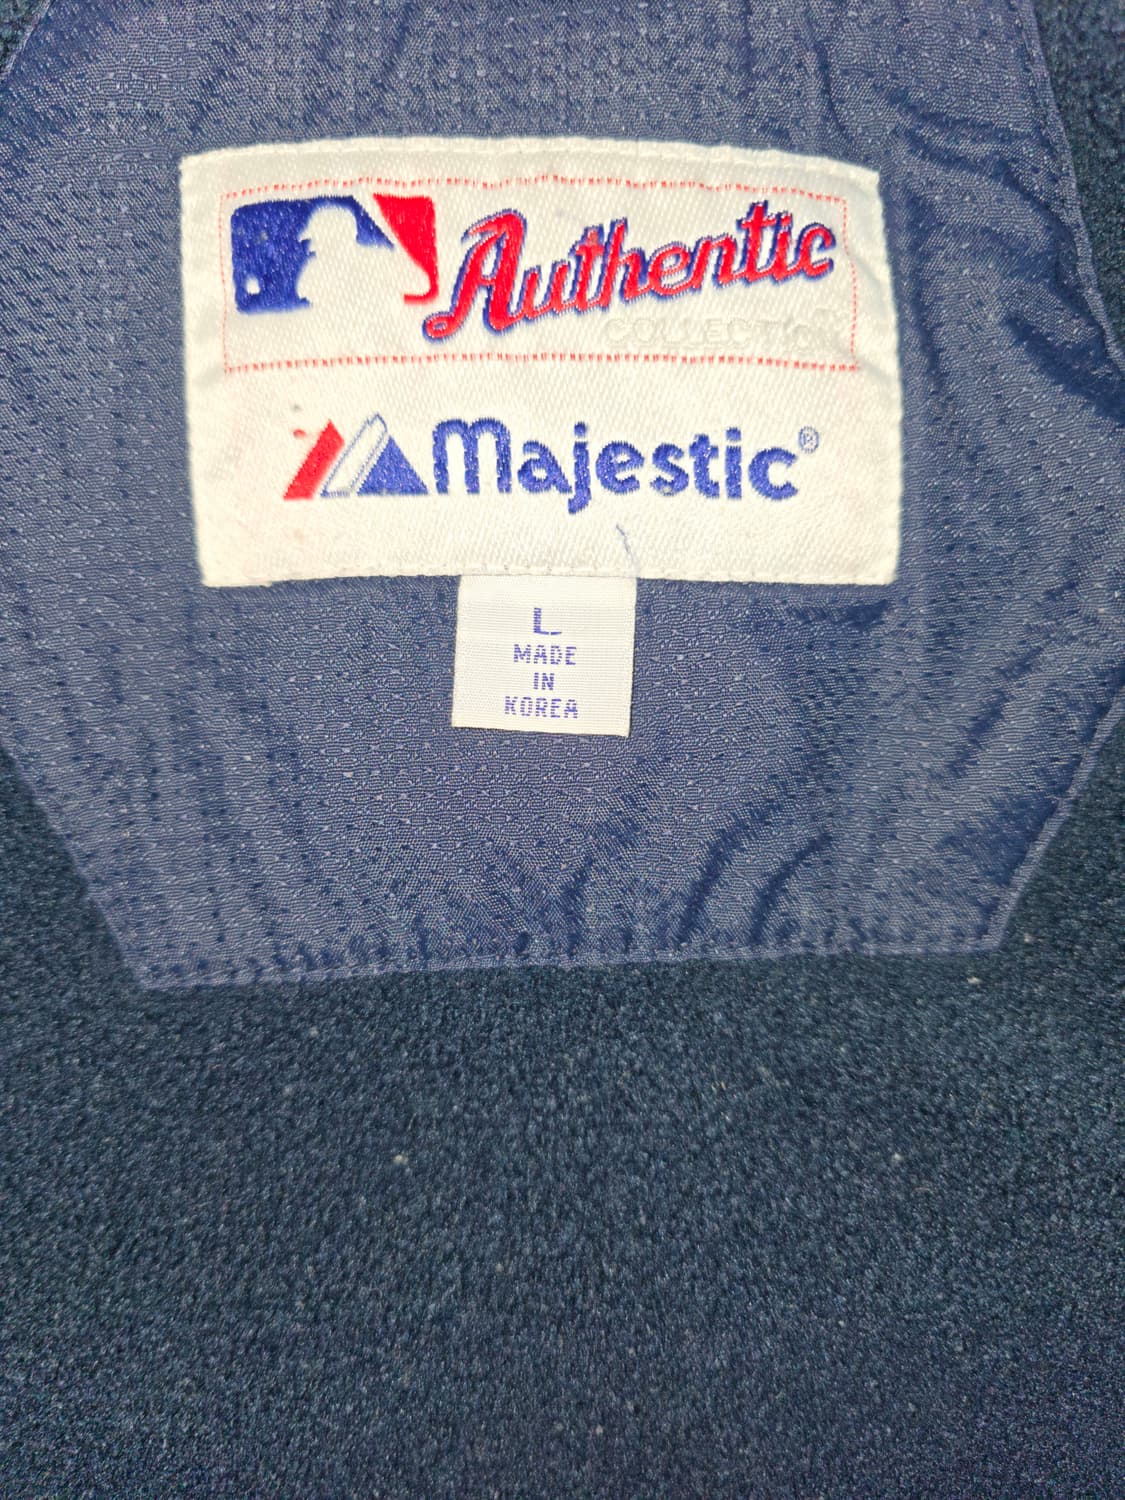 Authentic
COLLECTION
Majestic®
L
MADE
IN
KOREA